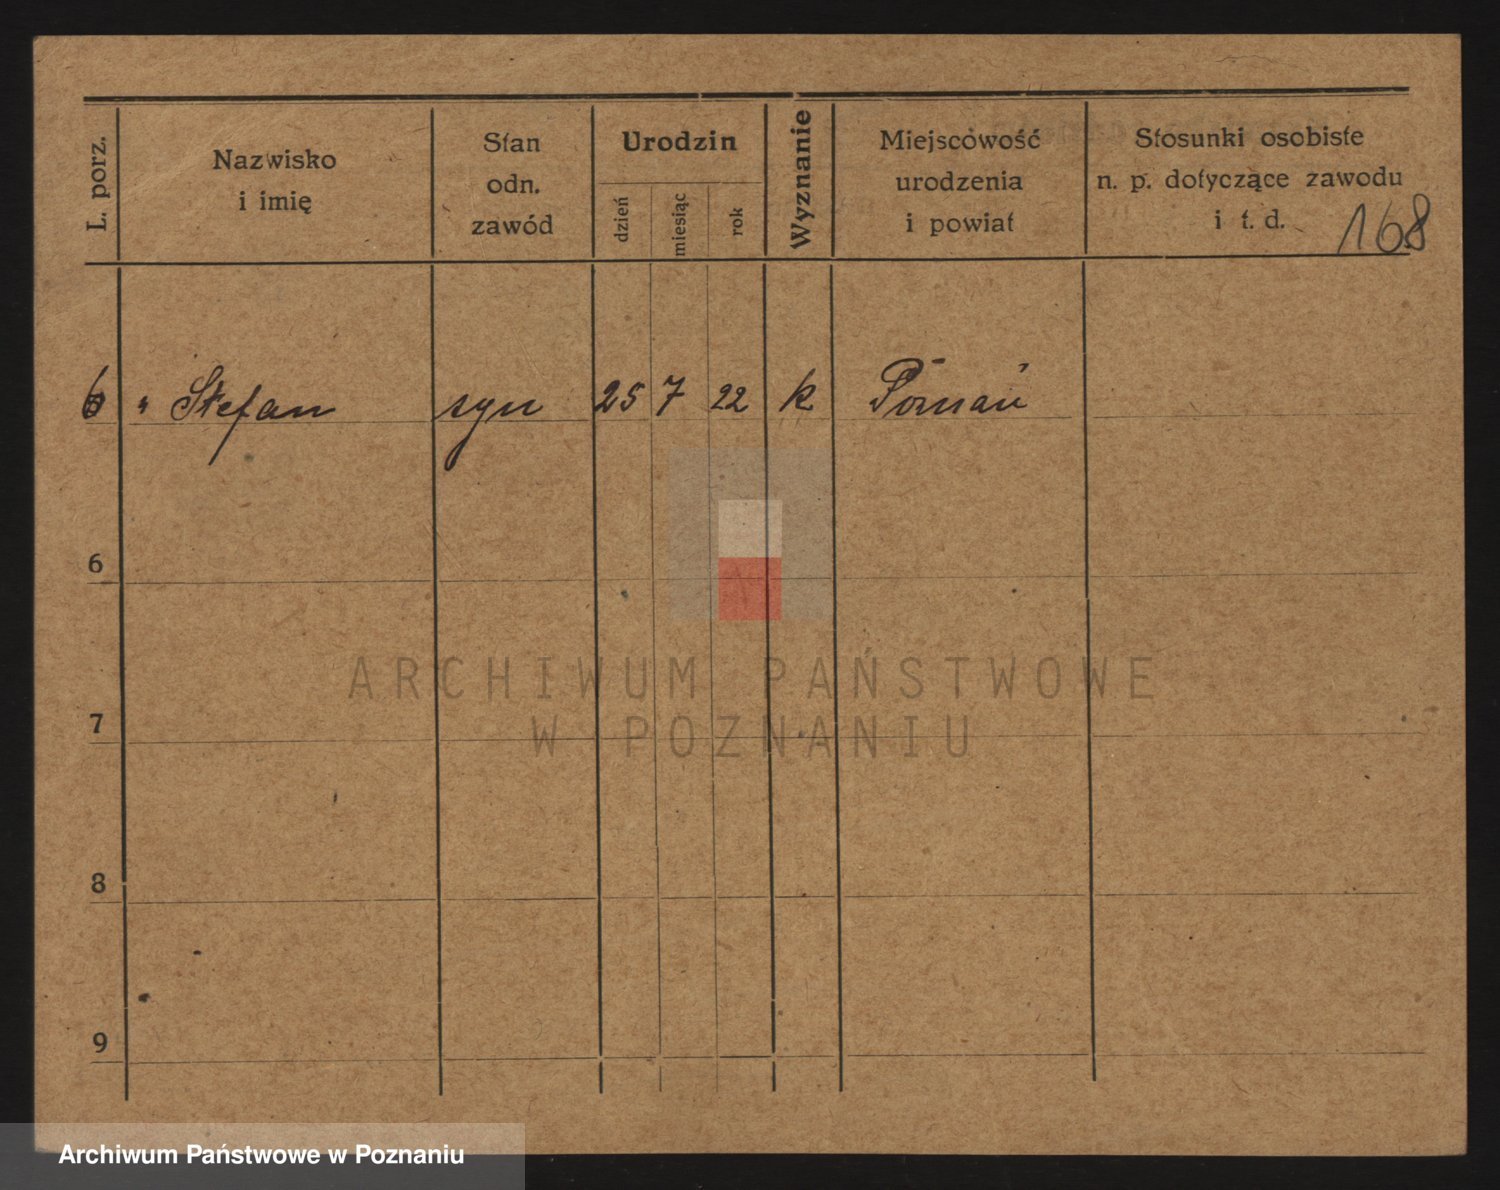 L. porz.
Nazwisko
i imię
Stan
odn.
zawód
Urodzin
dzień
miesiąc
rok
Wyznanie
Miejscowość
urodzenia
i powiat
Stosunki osobiste
n. p. dotyczące zawodu
i t. d.
168
6 " Stefan syn 25 7 22 k Poznań
6
7
8
9
ARCHIWUM PAŃSTWOWE
W POZNANIU
Archiwum Państwowe w Poznaniu